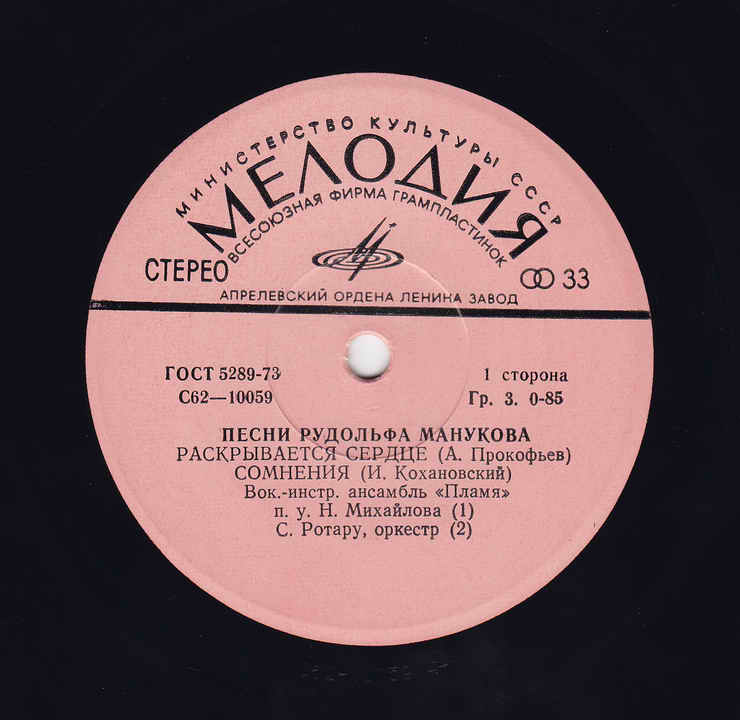 МИНИСТЕРСТВО КУЛЬТУРЫ СССР
МЕЛОДИЯ
ВСЕСОЮЗНАЯ ФИРМА ГРАМПЛАСТИНОК
СТЕРЕО
33
АПРЕЛЕВСКИЙ ОРДЕНА ЛЕНИНА ЗАВОД
ГОСТ 5289-73
1 сторона
С62—10059
Гр. 3. 0-85
ПЕСНИ РУДОЛЬФА МАНУКОВА
РАСКРЫВАЕТСЯ СЕРДЦЕ (А. Прокофьев)
СОМНЕНИЯ (И. Кохановский)
Вок.-инстр. ансамбль «Пламя»
п. у. Н. Михайлова (1)
С. Ротару, оркестр (2)